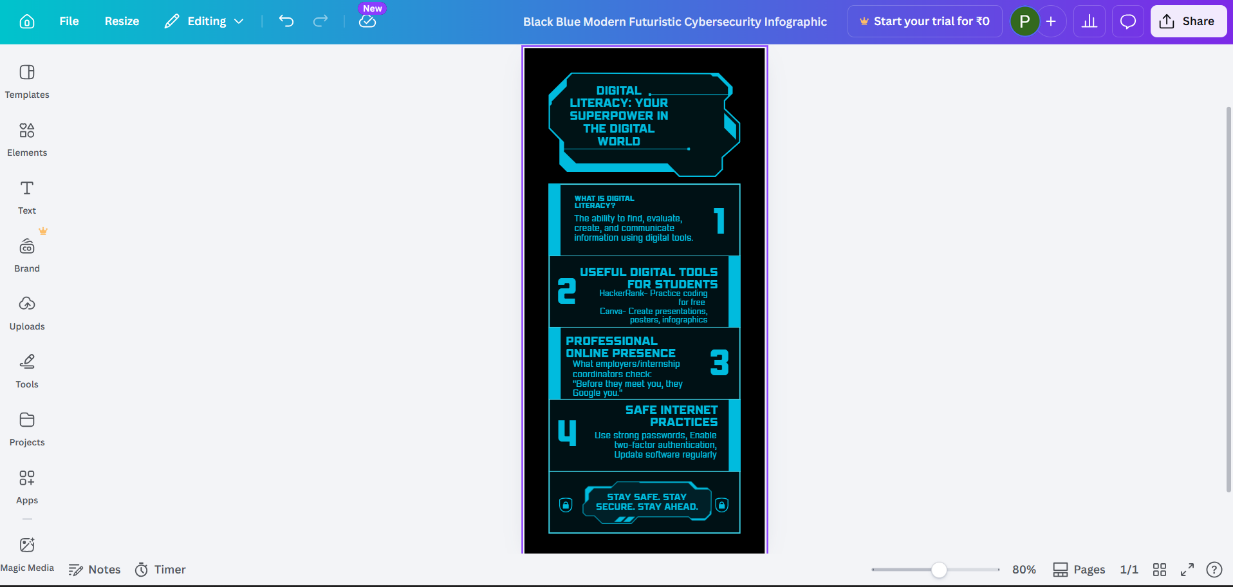 File
Resize
Editing
New
Black Blue Modern Futuristic Cybersecurity Infographic
Start your trial for ₹0
P
+
Share
Templates
Elements
Text
CO
Brand
Uploads
Tools
Projects
Apps
Magic Media
DIGITAL
LITERACY: YOUR
SUPERPOWER IN
THE DIGITAL
WORLD
WHAT IS DIGITAL
LITERACY?
The ability to find, evaluate,
create, and communicate
information using digital tools.
1
2
USEFUL DIGITAL TOOLS
FOR STUDENTS
HackerRank- Practice coding
for free.
Canva- Create presentations,
posters, infographics
PROFESSIONAL
ONLINE PRESENCE
What employers/internship
coordinators check:
"Before they meet you, they
Google you."
3
4
SAFE INTERNET
PRACTICES
Use strong passwords, Enable
two-factor authentication,
Update software regularly
STAY SAFE. STAY
SECURE. STAY AHEAD.
Notes
Timer
80%
Pages
1/1
?